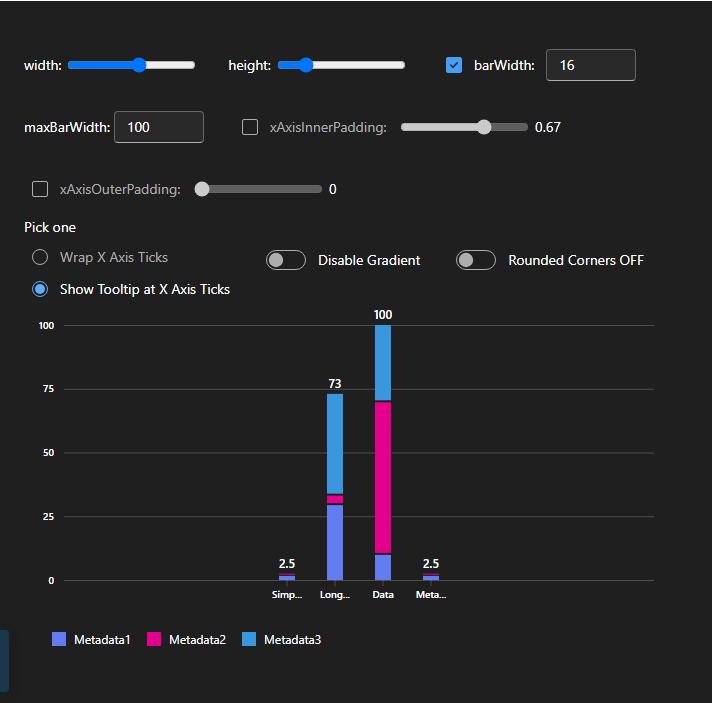 width: height: barWidth: 16
maxBarWidth: 100 xAxisInnerPadding: 0.67
xAxisOuterPadding: 0
Pick one
Wrap X Axis Ticks Disable Gradient Rounded Corners OFF
Show Tooltip at X Axis Ticks
100
100
75
73
50
25
2.5 2.5
0
Simp... Long... Data Meta...
Metadata1 Metadata2 Metadata3